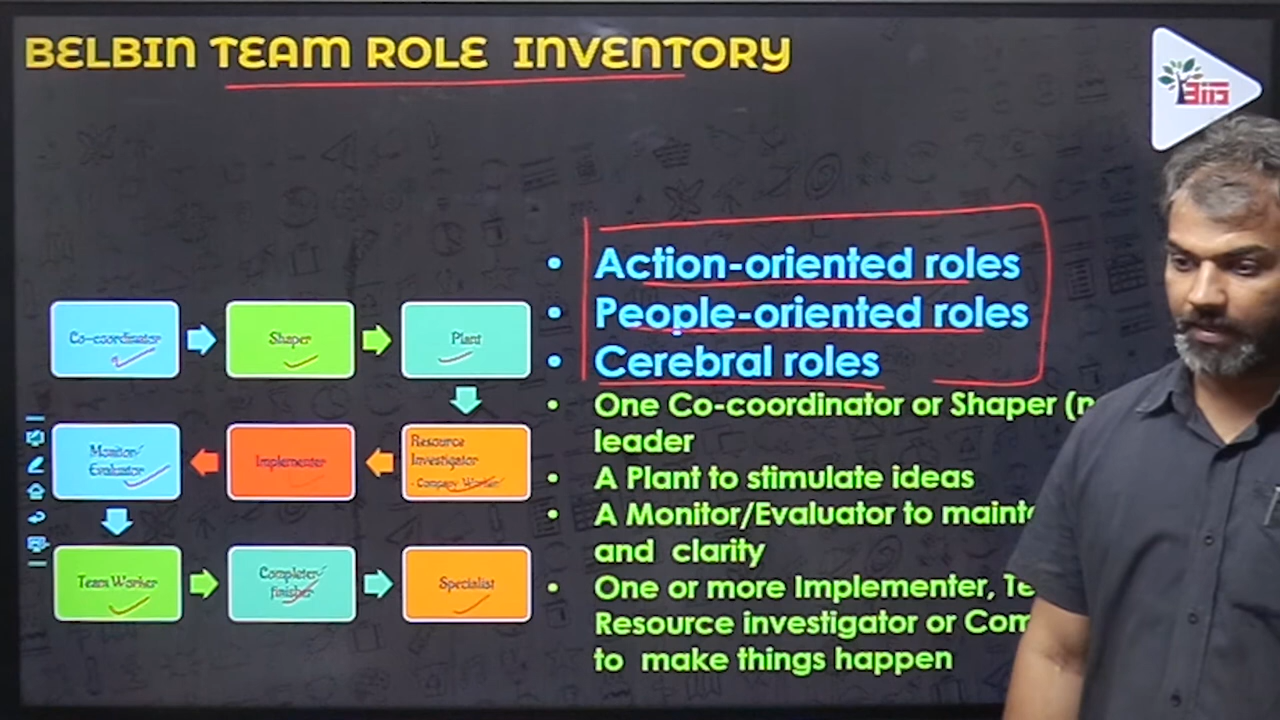 BELBIN TEAM ROLE INVENTORY
Co-coordinator
Shaper
Plant
Monitor/
Evaluator
Implementer
Resource
Investigator
- Company Worker
Team Worker
Completer/
finisher
Specialist
• Action-oriented roles
• People-oriented roles
• Cerebral roles
• One Co-coordinator or Shaper (n
leader
• A Plant to stimulate ideas
• A Monitor/Evaluator to mainte
and clarity
• One or more Implementer, Te
Resource investigator or Com
to make things happen